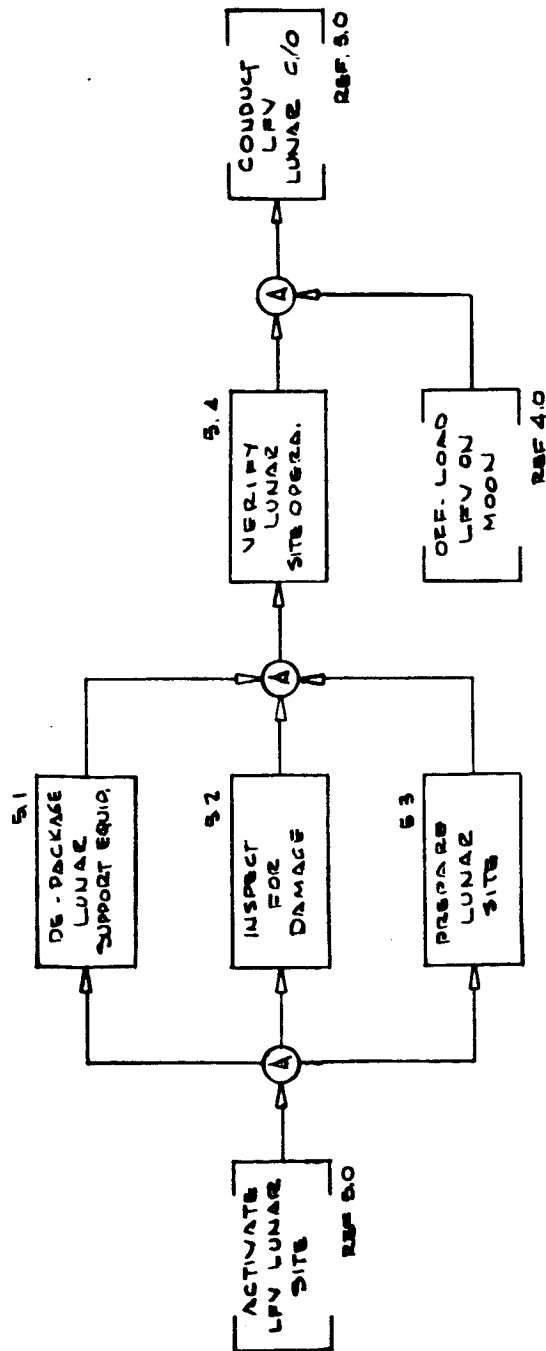 ACTIVATE
LFV LUNAR
SITE
REF 5.0
A
5.1
DE-PACKAGE
LUNAR
SUPPORT EQUIP.
5.2
INSPECT
FOR
DAMAGE
5.3
PREPARE
LUNAR
SITE
A
5.4
VERIFY
LUNAR
SITE OPERA.
OFF-LOAD
LFV ON
MOON
REF 4.0
A
CONDUCT
LFV
LUNAR C/O
REF.